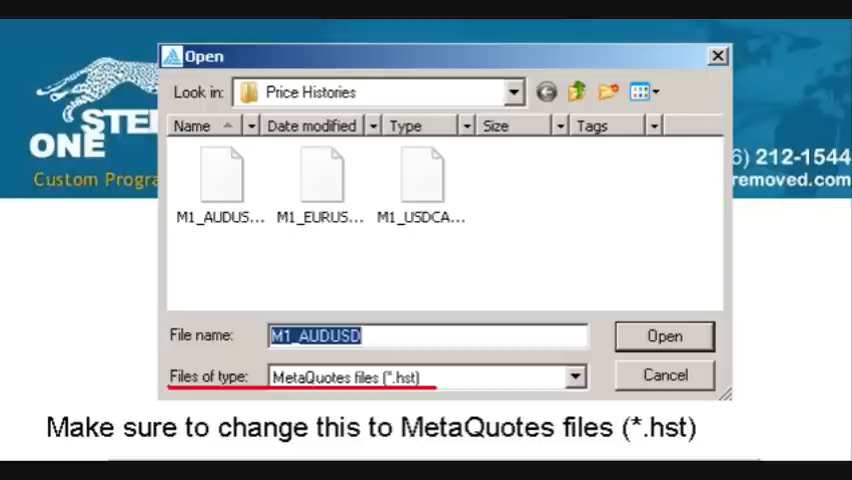 Open
Look in: Price Histories
STEP
ONE
Name Date modified Type Size Tags
6) 212-1544
removed.com
Custom Progra
M1_AUDUS... M1_EURUS... M1_USDCA...
File name: M1_AUDUSD Open
Files of type: MetaQuotes files (*.hst) Cancel
Make sure to change this to MetaQuotes files (*.hst)